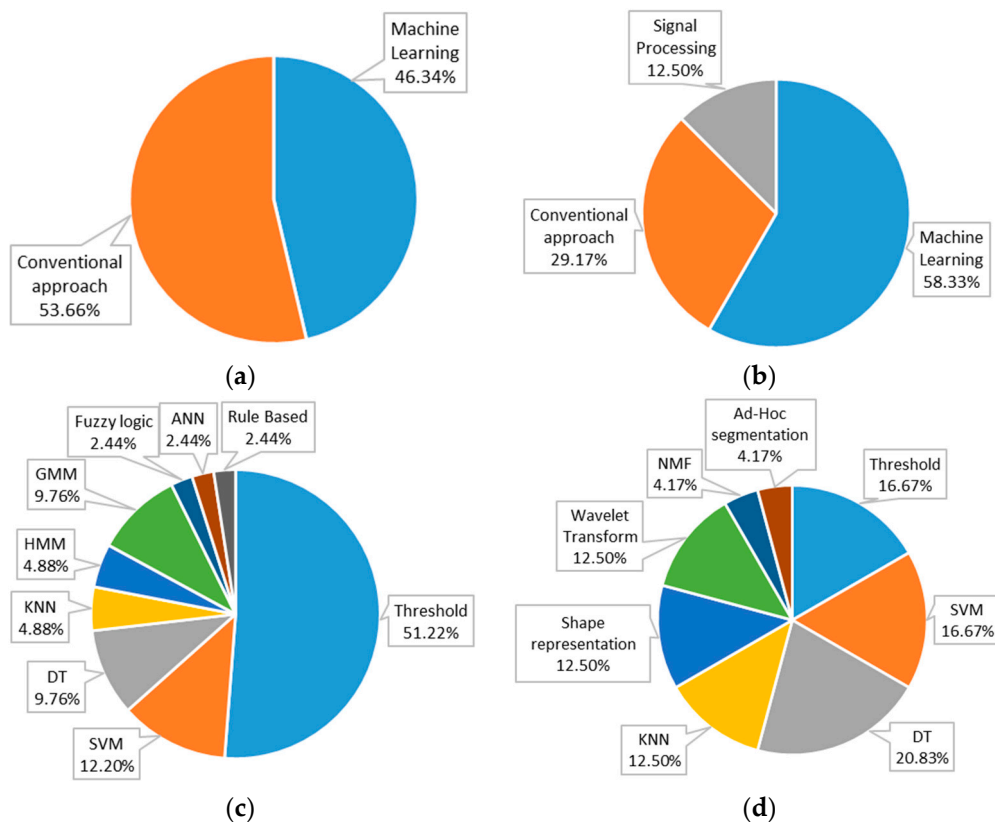 Machine
Learning
46.34%
Conventional
approach
53.66%
(a)
Signal
Processing
12.50%
Conventional
approach
29.17%
Machine
Learning
58.33%
(b)
Fuzzy logic
2.44%
ANN
2.44%
Rule Based
2.44%
GMM
9.76%
HMM
4.88%
KNN
4.88%
DT
9.76%
SVM
12.20%
Threshold
51.22%
(c)
Ad-Hoc
segmentation
4.17%
NMF
4.17%
Threshold
16.67%
Wavelet
Transform
12.50%
Shape
representation
12.50%
SVM
16.67%
KNN
12.50%
DT
20.83%
(d)